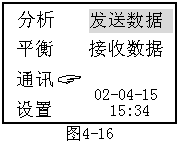 分析 发送数据
平衡 接收数据
通讯
02-04-15
设置 15:34
图4-16